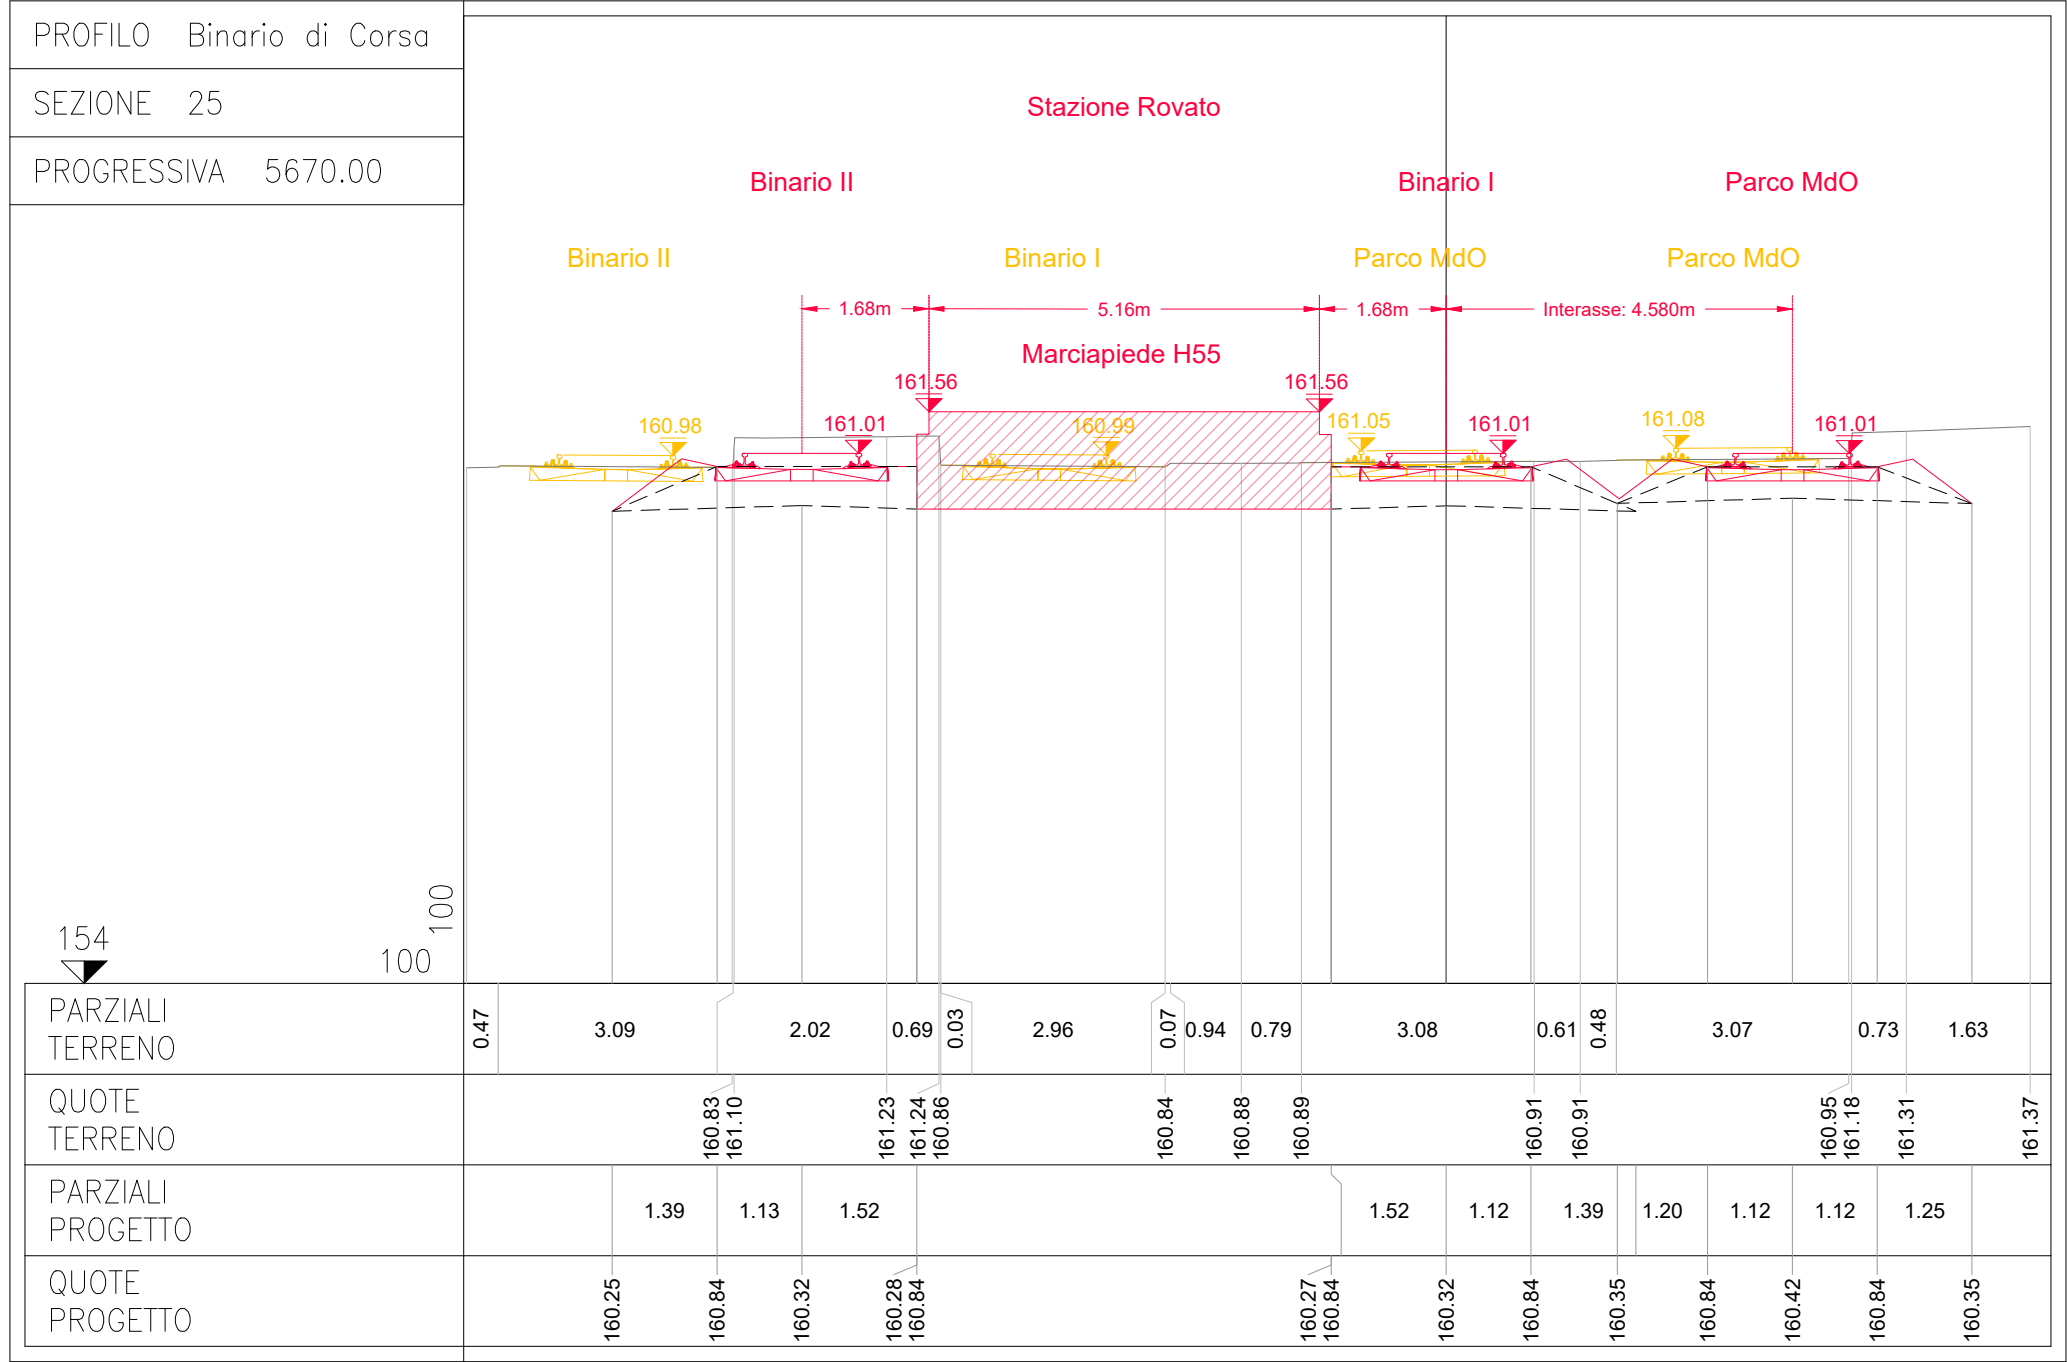 PROFILO Binario di Corsa
SEZIONE 25
PROGRESSIVA 5670.00
Stazione Rovato
Binario II
Binario I
Parco MdO
Binario II
Binario I
Parco MdO
Parco MdO
1.68m
5.16m
1.68m
Interasse: 4.580m
Marciapiede H55
161.56
161.56
160.98
161.01
160.99
161.05
161.01
161.08
161.01
100
154
100
PARZIALI
TERRENO
0.47 3.09 2.02 0.69 0.03 2.96 0.07 0.94 0.79 3.08 0.61 0.48 3.07 0.73 1.63
QUOTE
TERRENO
160.83 161.10 161.23 161.24 160.86 160.84 160.88 160.89 160.91 160.91 160.95 161.18 161.31 161.37
PARZIALI
PROGETTO
1.39 1.13 1.52 1.52 1.12 1.39 1.20 1.12 1.12 1.25
QUOTE
PROGETTO
160.25 160.84 160.32 160.28 160.84 160.27 160.84 160.32 160.84 160.35 160.84 160.42 160.84 160.35